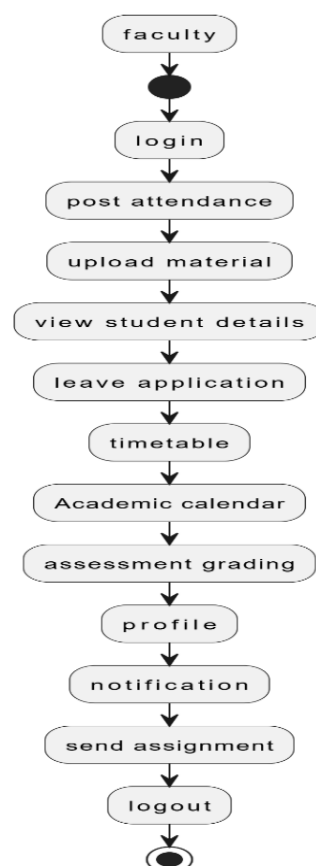 faculty
login
post attendance
upload material
view student details
leave application
timetable
Academic calendar
assessment grading
profile
notification
send assignment
logout